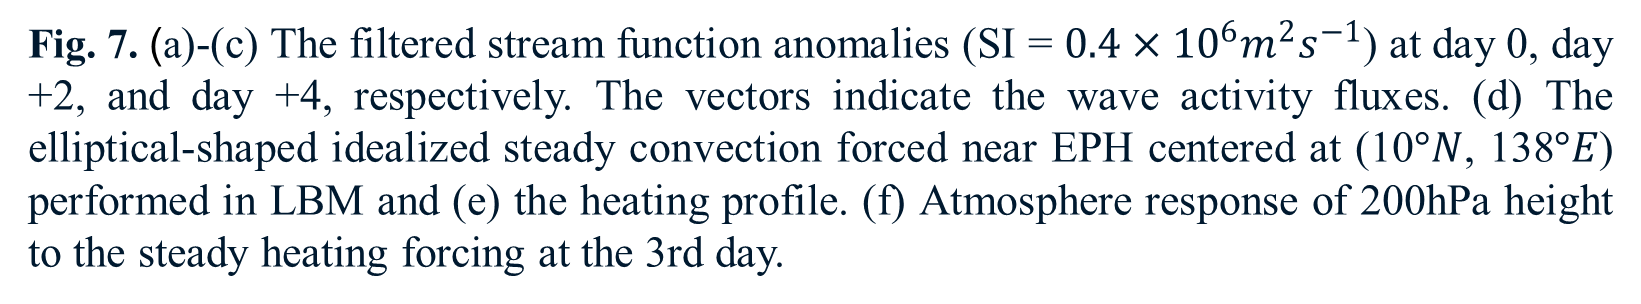 Fig. 7. (a)-(c) The filtered stream function anomalies (SI = 0.4 × 10⁶m²s⁻¹) at day 0, day
+2, and day +4, respectively. The vectors indicate the wave activity fluxes. (d) The
elliptical-shaped idealized steady convection forced near EPH centered at (10°N, 138°E)
performed in LBM and (e) the heating profile. (f) Atmosphere response of 200hPa height
to the steady heating forcing at the 3rd day.